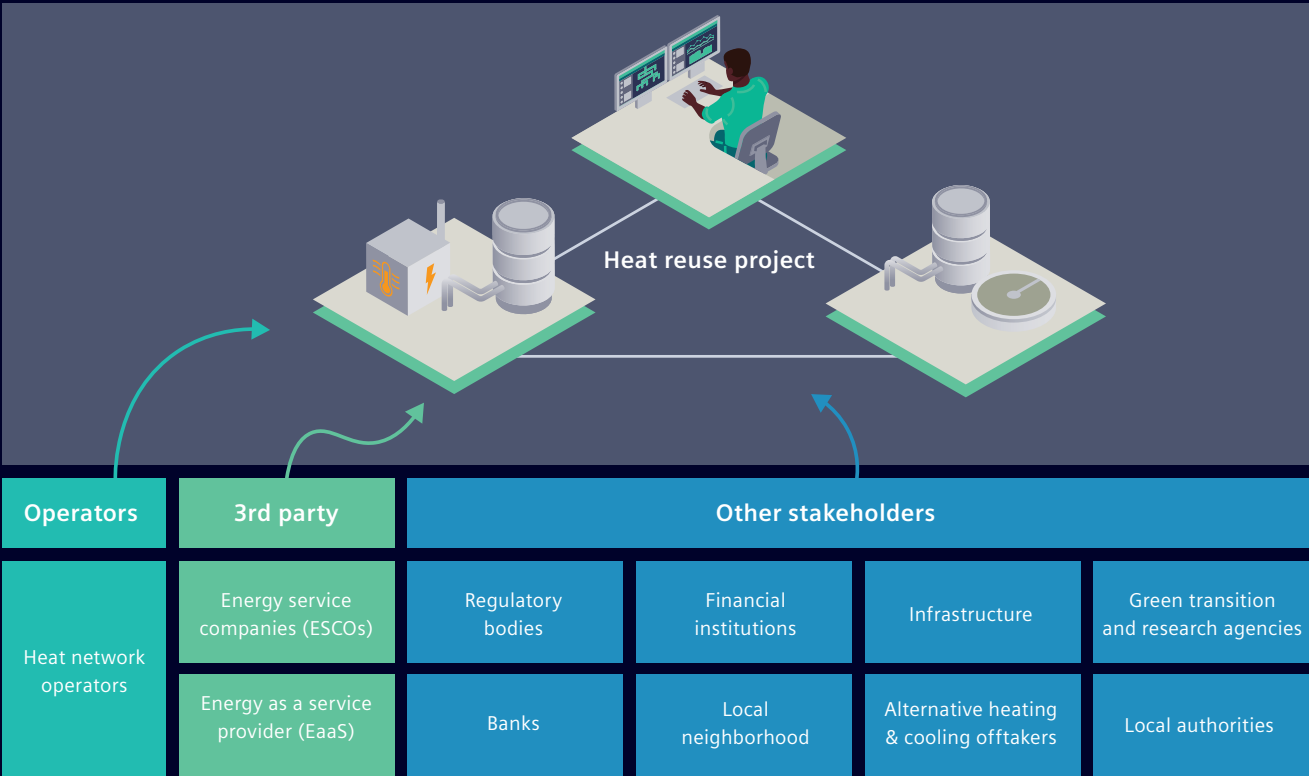 Heat reuse project
Operators
3rd party
Other stakeholders
Heat network
operators
Energy service
companies (ESCOs)
Energy as a service
provider (EaaS)
Regulatory
bodies
Financial
institutions
Infrastructure
Green transition
and research agencies
Banks
Local
neighborhood
Alternative heating
& cooling offtakers
Local authorities